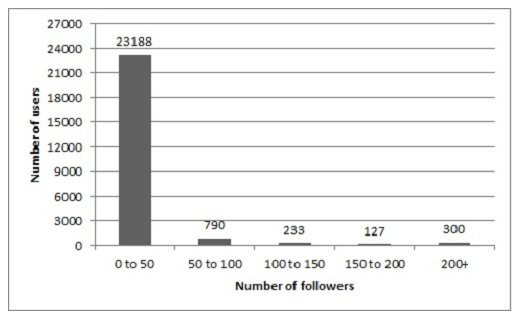 27000
24000
21000
18000
15000
12000
9000
6000
3000
0
Number of users
23188
790
233
127
300
0 to 50
50 to 100
100 to 150
150 to 200
200+
Number of followers